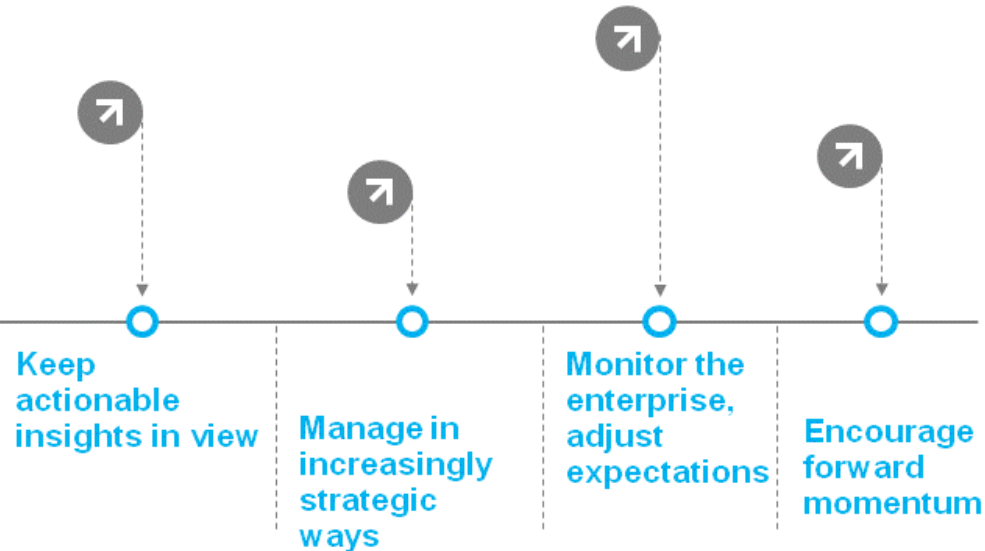 Keep
actionable
insights in view
Manage in
increasingly
strategic
ways
Monitor the
enterprise,
adjust
expectations
Encourage
forward
momentum